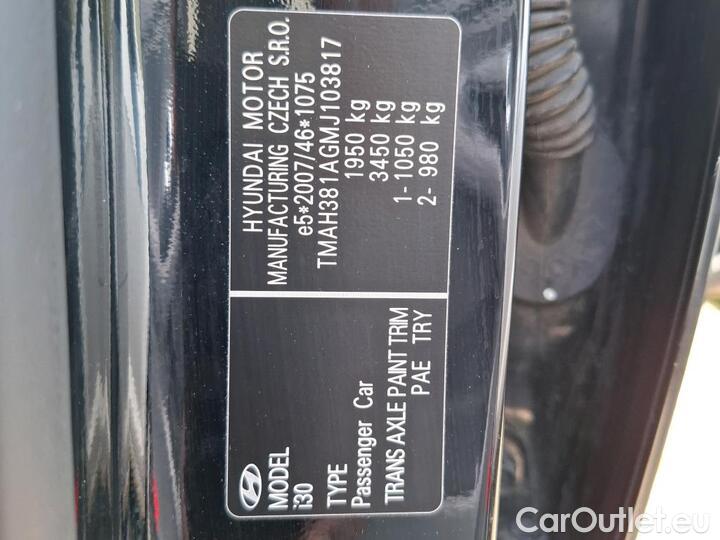 HYUNDAI MOTOR
MANUFACTURING CZECH S.R.O.
e5*2007/46*1075
TMAH381AGMJ103817
1950 kg
3450 kg
1- 1050 kg
2- 980 kg
MODEL
i30
TYPE
Passenger Car
TRANS AXLE PAINT TRIM
PAE TRY
CarOutlet.eu